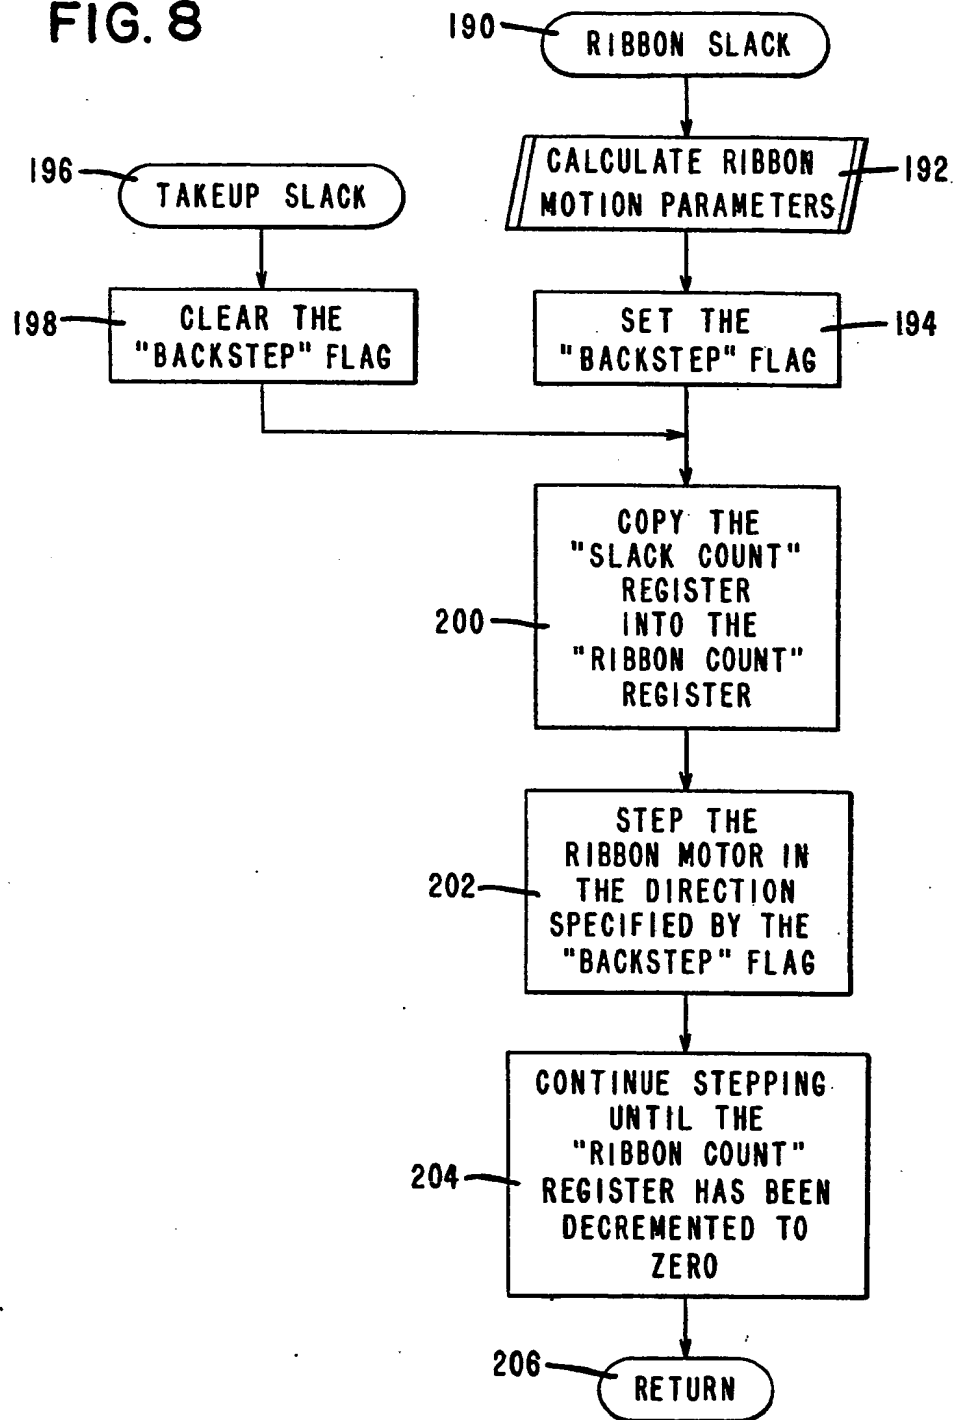 FIG. 8
190
RIBBON SLACK
CALCULATE RIBBON
MOTION PARAMETERS
192
196
TAKEUP SLACK
198
CLEAR THE
"BACKSTEP" FLAG
SET THE
"BACKSTEP" FLAG
194
200
COPY THE
"SLACK COUNT"
REGISTER
INTO THE
"RIBBON COUNT"
REGISTER
202
STEP THE
RIBBON MOTOR IN
THE DIRECTION
SPECIFIED BY THE
"BACKSTEP" FLAG
204
CONTINUE STEPPING
UNTIL THE
"RIBBON COUNT"
REGISTER HAS BEEN
DECREMENTED TO
ZERO
206
RETURN